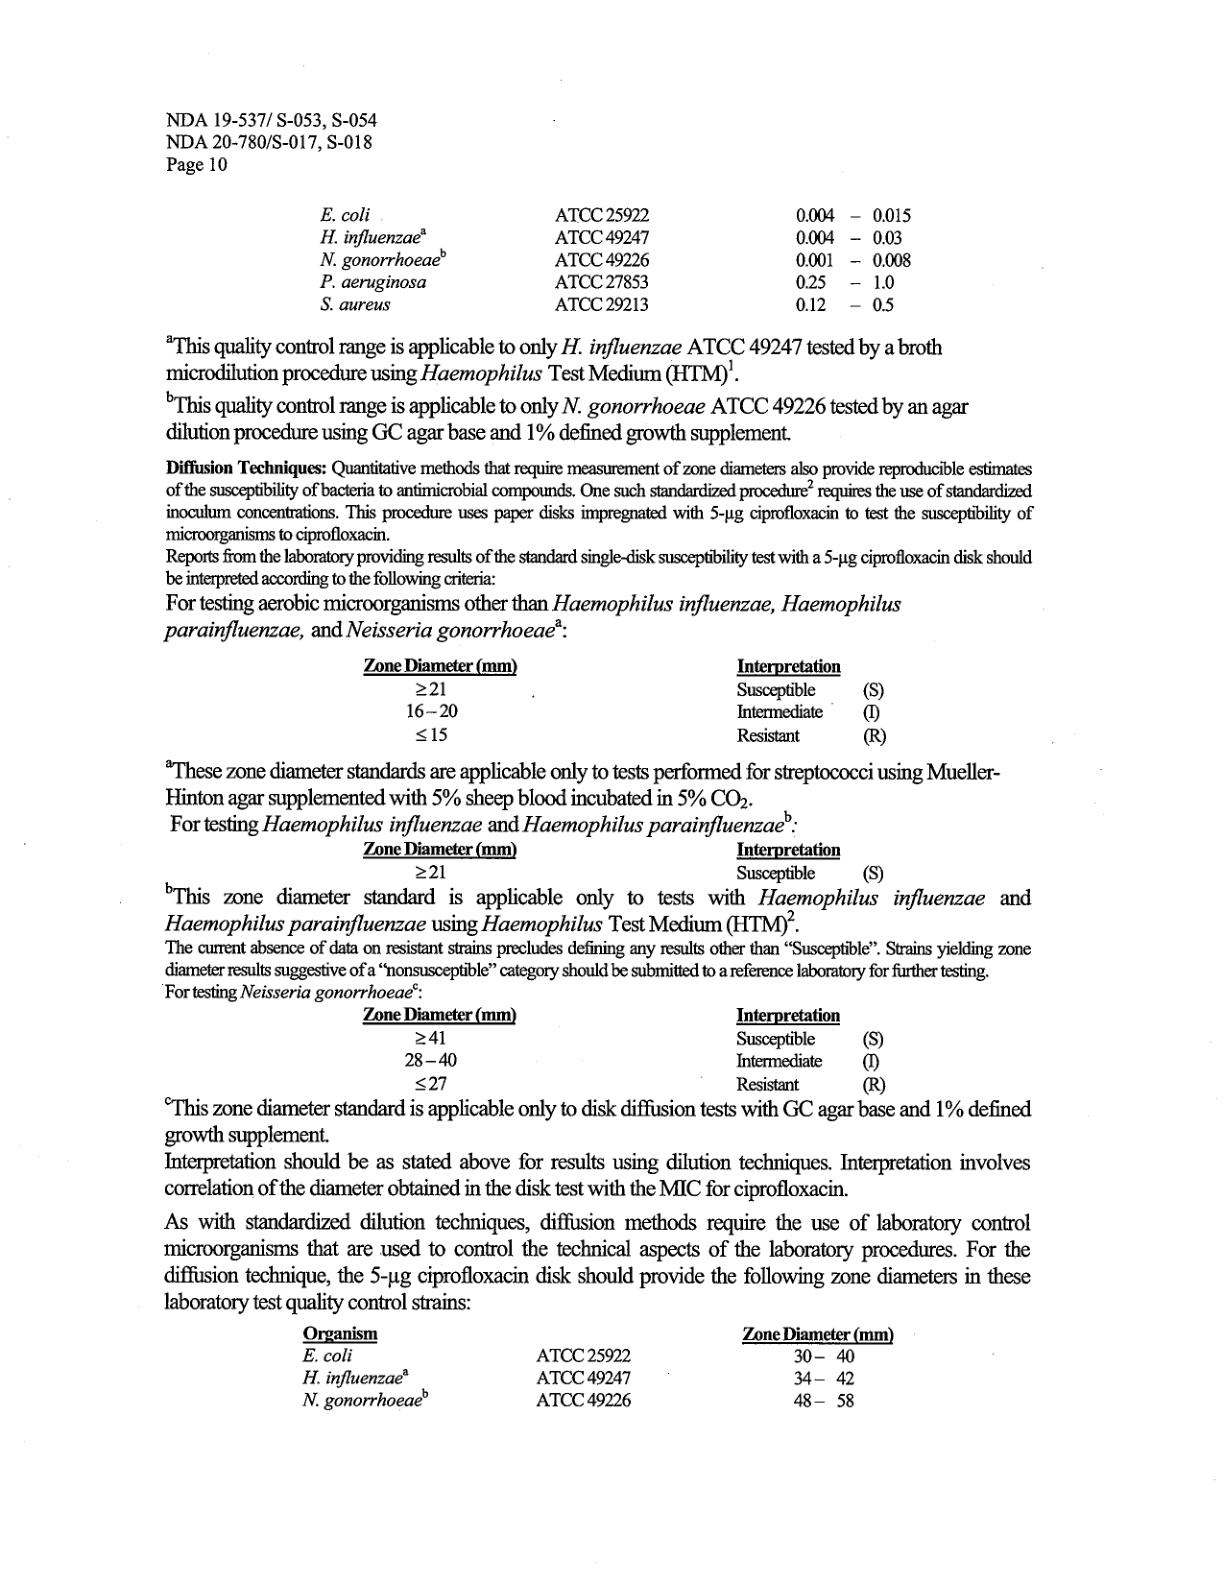 NDA 19-537/ S-053, S-054
NDA 20-780/S-017, S-018
Page 10
E. coli ATCC 25922 0.004 – 0.015
H. influenzaeᵃ ATCC 49247 0.004 – 0.03
N. gonorrhoeaeᵇ ATCC 49226 0.001 – 0.008
P. aeruginosa ATCC 27853 0.25 – 1.0
S. aureus ATCC 29213 0.12 – 0.5
ᵃThis quality control range is applicable to only H. influenzae ATCC 49247 tested by a broth
microdilution procedure using Haemophilus Test Medium (HTM)¹.
ᵇThis quality control range is applicable to only N. gonorrhoeae ATCC 49226 tested by an agar
dilution procedure using GC agar base and 1% defined growth supplement.
Diffusion Techniques: Quantitative methods that require measurement of zone diameters also provide reproducible estimates
of the susceptibility of bacteria to antimicrobial compounds. One such standardized procedure² requires the use of standardized
inoculum concentrations. This procedure uses paper disks impregnated with 5-µg ciprofloxacin to test the susceptibility of
microorganisms to ciprofloxacin.
Reports from the laboratory providing results of the standard single-disk susceptibility test with a 5-µg ciprofloxacin disk should
be interpreted according to the following criteria:
For testing aerobic microorganisms other than Haemophilus influenzae, Haemophilus
parainfluenzae, and Neisseria gonorrhoeaeᵃ:
Zone Diameter (mm) Interpretation
≥21 Susceptible (S)
16–20 Intermediate (I)
≤15 Resistant (R)
ᵃThese zone diameter standards are applicable only to tests performed for streptococci using Mueller-
Hinton agar supplemented with 5% sheep blood incubated in 5% CO₂.
For testing Haemophilus influenzae and Haemophilus parainfluenzaeᵇ:
Zone Diameter (mm) Interpretation
≥21 Susceptible (S)
ᵇThis zone diameter standard is applicable only to tests with Haemophilus influenzae and
Haemophilus parainfluenzae using Haemophilus Test Medium (HTM)².
The current absence of data on resistant strains precludes defining any results other than “Susceptible”. Strains yielding zone
diameter results suggestive of a “nonsusceptible” category should be submitted to a reference laboratory for further testing.
For testing Neisseria gonorrhoeaeᶜ:
Zone Diameter (mm) Interpretation
≥41 Susceptible (S)
28–40 Intermediate (I)
≤27 Resistant (R)
ᶜThis zone diameter standard is applicable only to disk diffusion tests with GC agar base and 1% defined
growth supplement.
Interpretation should be as stated above for results using dilution techniques. Interpretation involves
correlation of the diameter obtained in the disk test with the MIC for ciprofloxacin.
As with standardized dilution techniques, diffusion methods require the use of laboratory control
microorganisms that are used to control the technical aspects of the laboratory procedures. For the
diffusion technique, the 5-µg ciprofloxacin disk should provide the following zone diameters in these
laboratory test quality control strains:
Organism Zone Diameter (mm)
E. coli ATCC 25922 30– 40
H. influenzaeᵃ ATCC 49247 34– 42
N. gonorrhoeaeᵇ ATCC 49226 48– 58